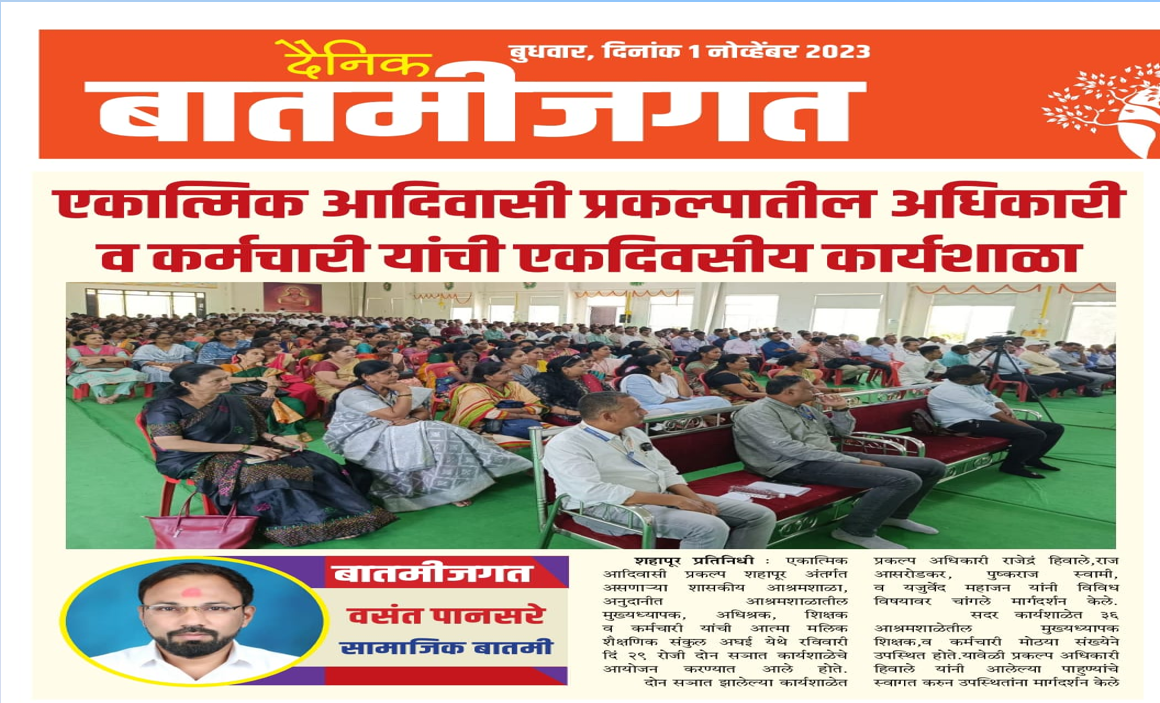 दैनिक
बुधवार, दिनांक 1 नोव्हेंबर 2023
बातमीजगत
एकात्मिक आदिवासी प्रकल्पातील अधिकारी
व कर्मचारी यांची एकदिवसीय कार्यशाळा
बातमीजगत
वसंत पानसरे
सामाजिक बातमी
शहापूर प्रतिनिधी : एकात्मिक
आदिवासी प्रकल्प शहापूर अंतर्गत
असणाऱ्या शासकीय आश्रमशाळा,
अनुदानीत आश्रमशाळातील
मुख्यध्यापक, अधिश्रक, शिक्षक
व कर्मचारी यांची आत्मा मलिक
शैक्षणिक संकुल अघई येथे रविवारी
दिं २९ रोजी दोन सत्रात कार्यशाळेचे
आयोजन करण्यात आले होते.
दोन सत्रात झालेल्या कार्यशाळेत
प्रकल्प अधिकारी राजेद्रं हिवाले,राज
आसरोडकर, पुष्कराज स्वामी,
व यजुर्वेद महाजन यांनी विविध
विषयावर चांगले मार्गदर्शन केले.
सदर कार्यशाळेत ३६
आश्रमशाळेतील मुख्यध्यापक
शिक्षक,व कर्मचारी मोठया संख्येने
उपस्थित होते.यावेळी प्रकल्प अधिकारी
हिवाले यांनी आलेल्या पाहुण्यांचे
स्वागत करुन उपस्थितांना मार्गदर्शन केले